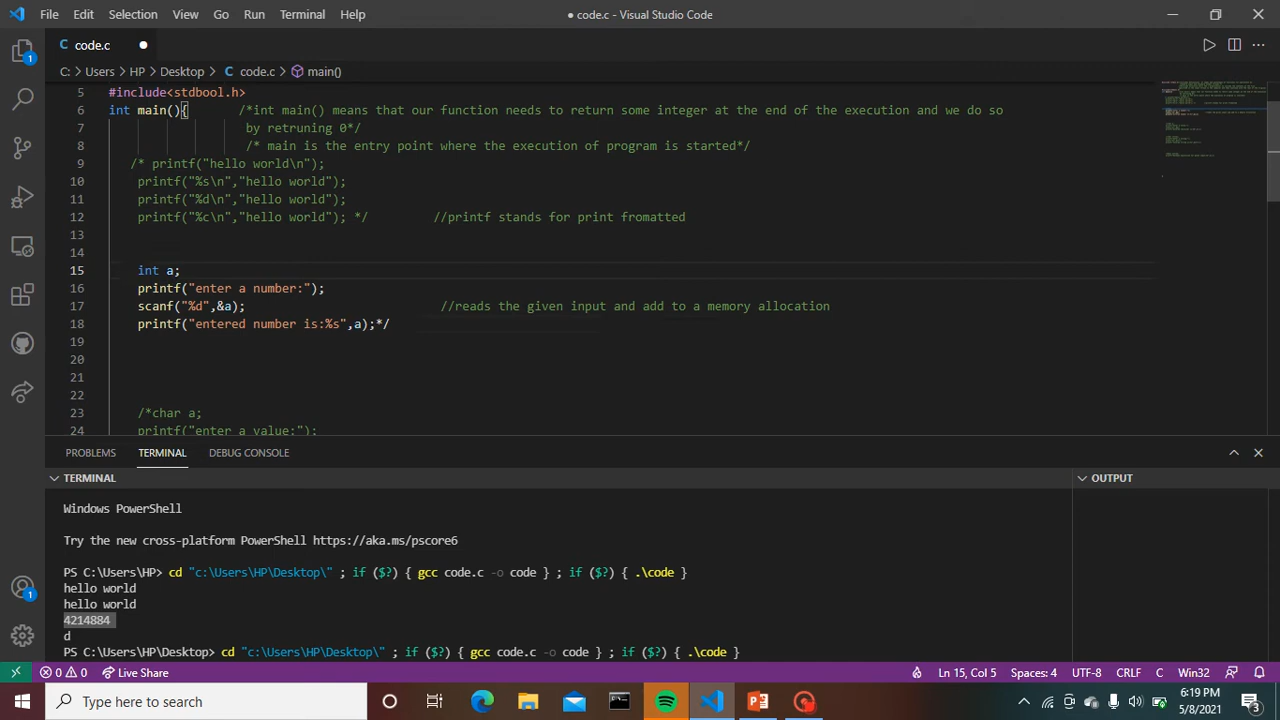 File Edit Selection View Go Run Terminal Help
● code.c - Visual Studio Code
C code.c
C: > Users > HP > Desktop > C code.c > main()
5 #include<stdbool.h>
6 int main(){ /*int main() means that our function needs to return some integer at the end of the execution and we do so
7 by retruning 0*/
8 /* main is the entry point where the execution of program is started*/
9 /* printf("hello world\n");
10 printf("%s\n","hello world");
11 printf("%d\n","hello world");
12 printf("%c\n","hello world"); */ //printf stands for print fromatted
13
14
15 int a;
16 printf("enter a number:");
17 scanf("%d",&a); //reads the given input and add to a memory allocation
18 printf("entered number is:%s",a);*/
19
20
21
22
23 /*char a;
24 printf("enter a value:");
PROBLEMS TERMINAL DEBUG CONSOLE
TERMINAL
OUTPUT
Windows PowerShell
Try the new cross-platform PowerShell https://aka.ms/pscore6
PS C:\Users\HP> cd "c:\Users\HP\Desktop\" ; if ($?) { gcc code.c -o code } ; if ($?) { .\code }
hello world
hello world
4214884
d
PS C:\Users\HP\Desktop> cd "c:\Users\HP\Desktop\" ; if ($?) { gcc code.c -o code } ; if ($?) { .\code }
1
1
0 0 Live Share
Ln 15, Col 5 Spaces: 4 UTF-8 CRLF C Win32
Type here to search
6:19 PM
5/8/2021
3